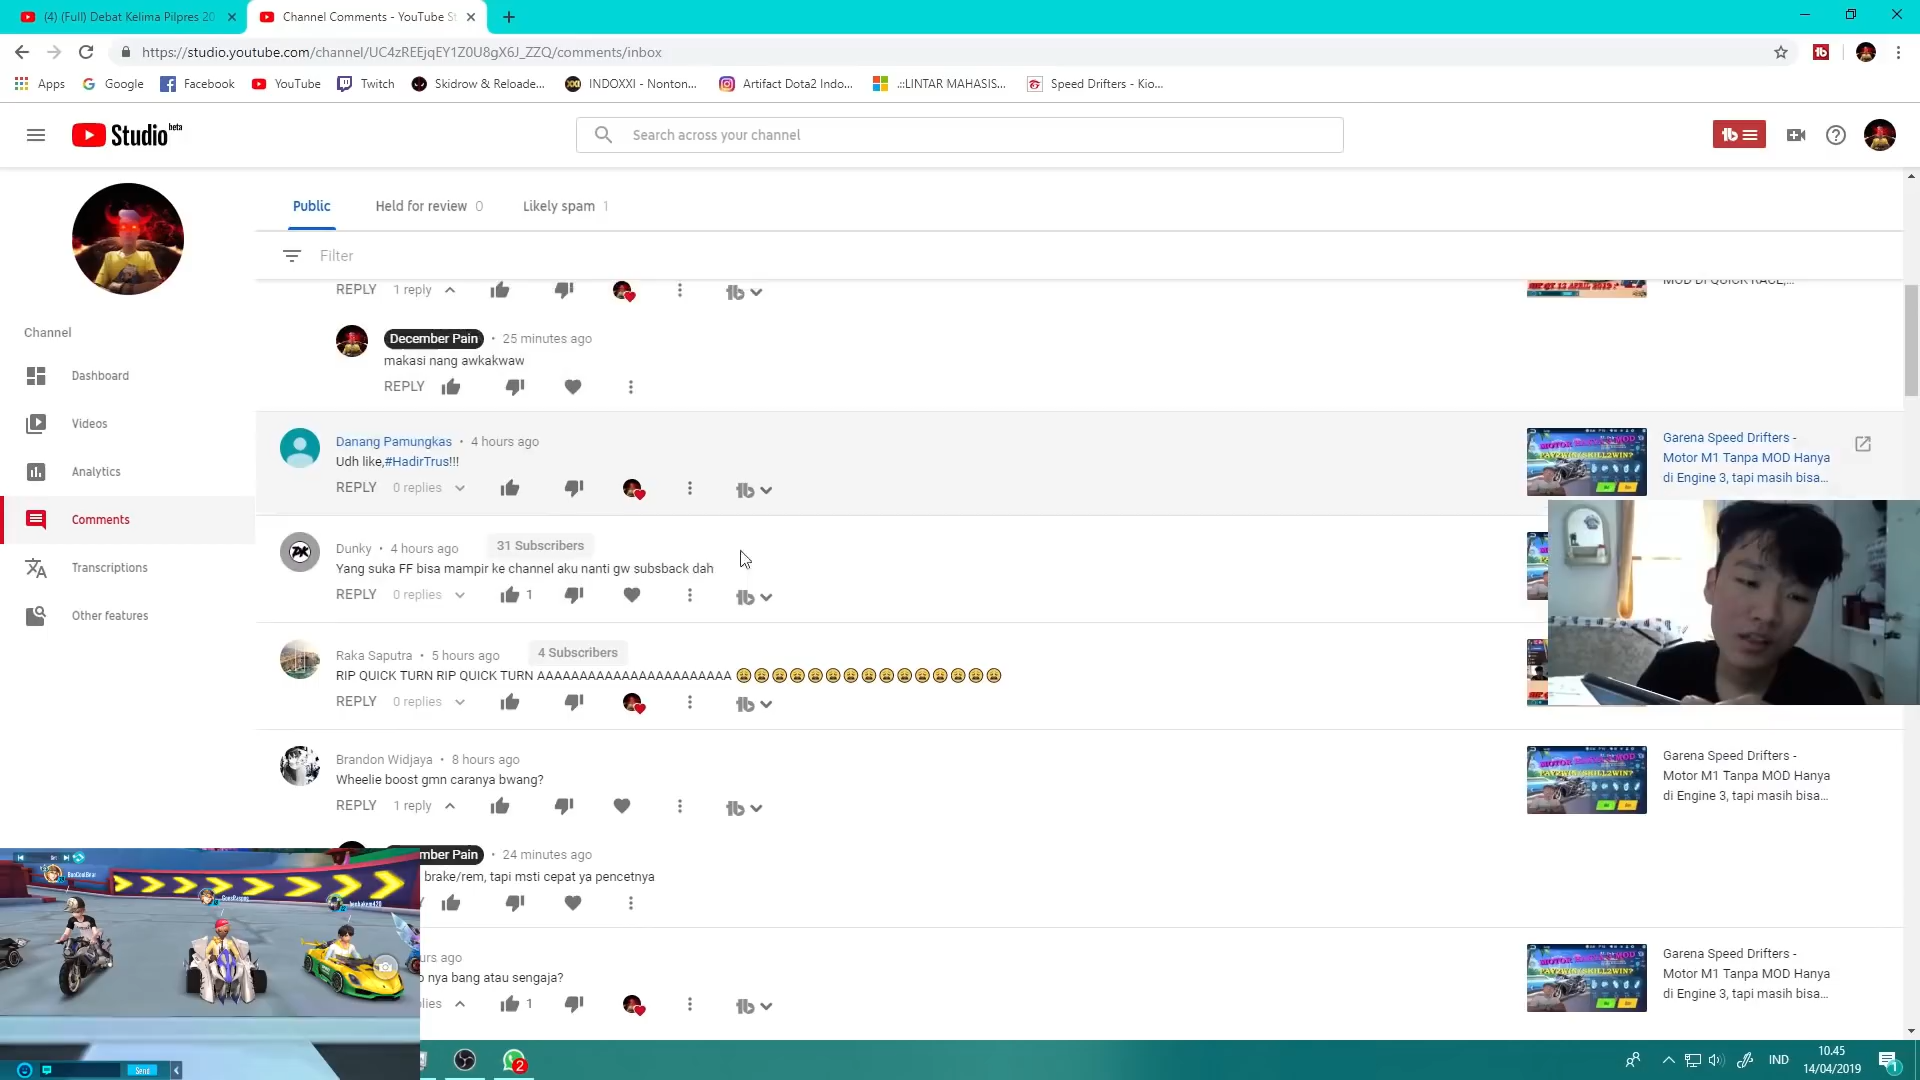 (4) (Full) Debat Kelima Pilpres 20
Channel Comments - YouTube St
https://studio.youtube.com/channel/UC4zREEjqEY1Z0U8gX6J_ZZQ/comments/inbox
Apps
Google
Facebook
YouTube
Twitch
Skidrow & Reloade...
INDOXXI - Nonton...
Artifact Dota2 Indo...
.::LINTAR MAHASIS...
Speed Drifters - Kio...
Studio beta
Search across your channel
Public
Held for review 0
Likely spam 1
Filter
Channel
Dashboard
Videos
Analytics
Comments
Transcriptions
Other features
REPLY 1 reply
MOD DI QUICK RACE,...
December Pain • 25 minutes ago
makasi nang awkakwaw
REPLY
Danang Pamungkas • 4 hours ago
Udh like,#HadirTrus!!!
REPLY 0 replies
Garena Speed Drifters -
Motor M1 Tanpa MOD Hanya
di Engine 3, tapi masih bisa...
Dunky • 4 hours ago 31 Subscribers
Yang suka FF bisa mampir ke channel aku nanti gw subsback dah
REPLY 0 replies 1
Raka Saputra • 5 hours ago 4 Subscribers
RIP QUICK TURN RIP QUICK TURN AAAAAAAAAAAAAAAAAAAAAAA 😩😩😩😩😩😩😩😩😩😩😩😩😩😩😩
REPLY 0 replies
Brandon Widjaya • 8 hours ago
Wheelie boost gmn caranya bwang?
REPLY 1 reply
Garena Speed Drifters -
Motor M1 Tanpa MOD Hanya
di Engine 3, tapi masih bisa...
mber Pain • 24 minutes ago
brake/rem, tapi msti cepat ya pencetnya
urs ago
o nya bang atau sengaja?
lies 1
Garena Speed Drifters -
Motor M1 Tanpa MOD Hanya
di Engine 3, tapi masih bisa...
Send
2
IND
10.45
14/04/2019
1